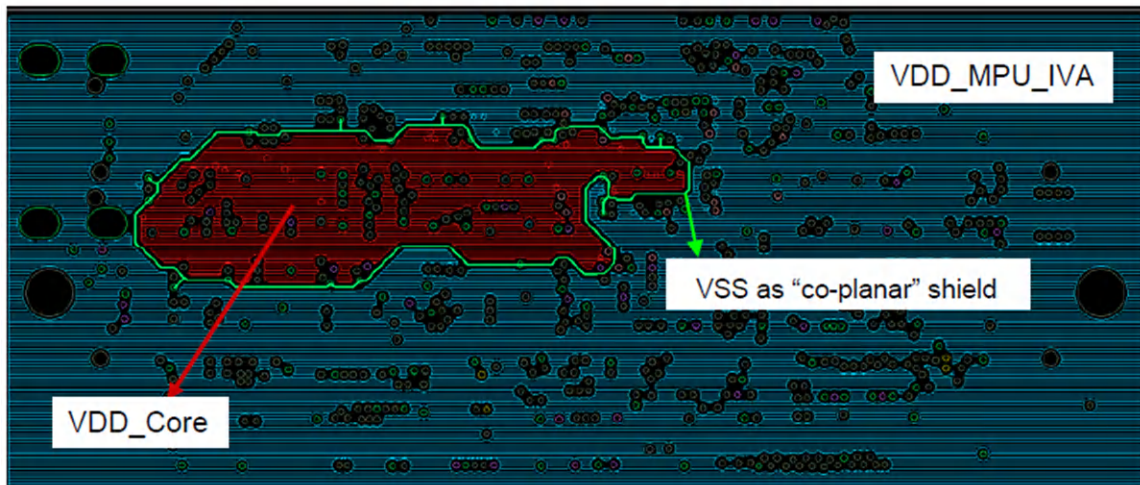 VDD_MPU_IVA
VSS as “co-planar” shield
VDD_Core